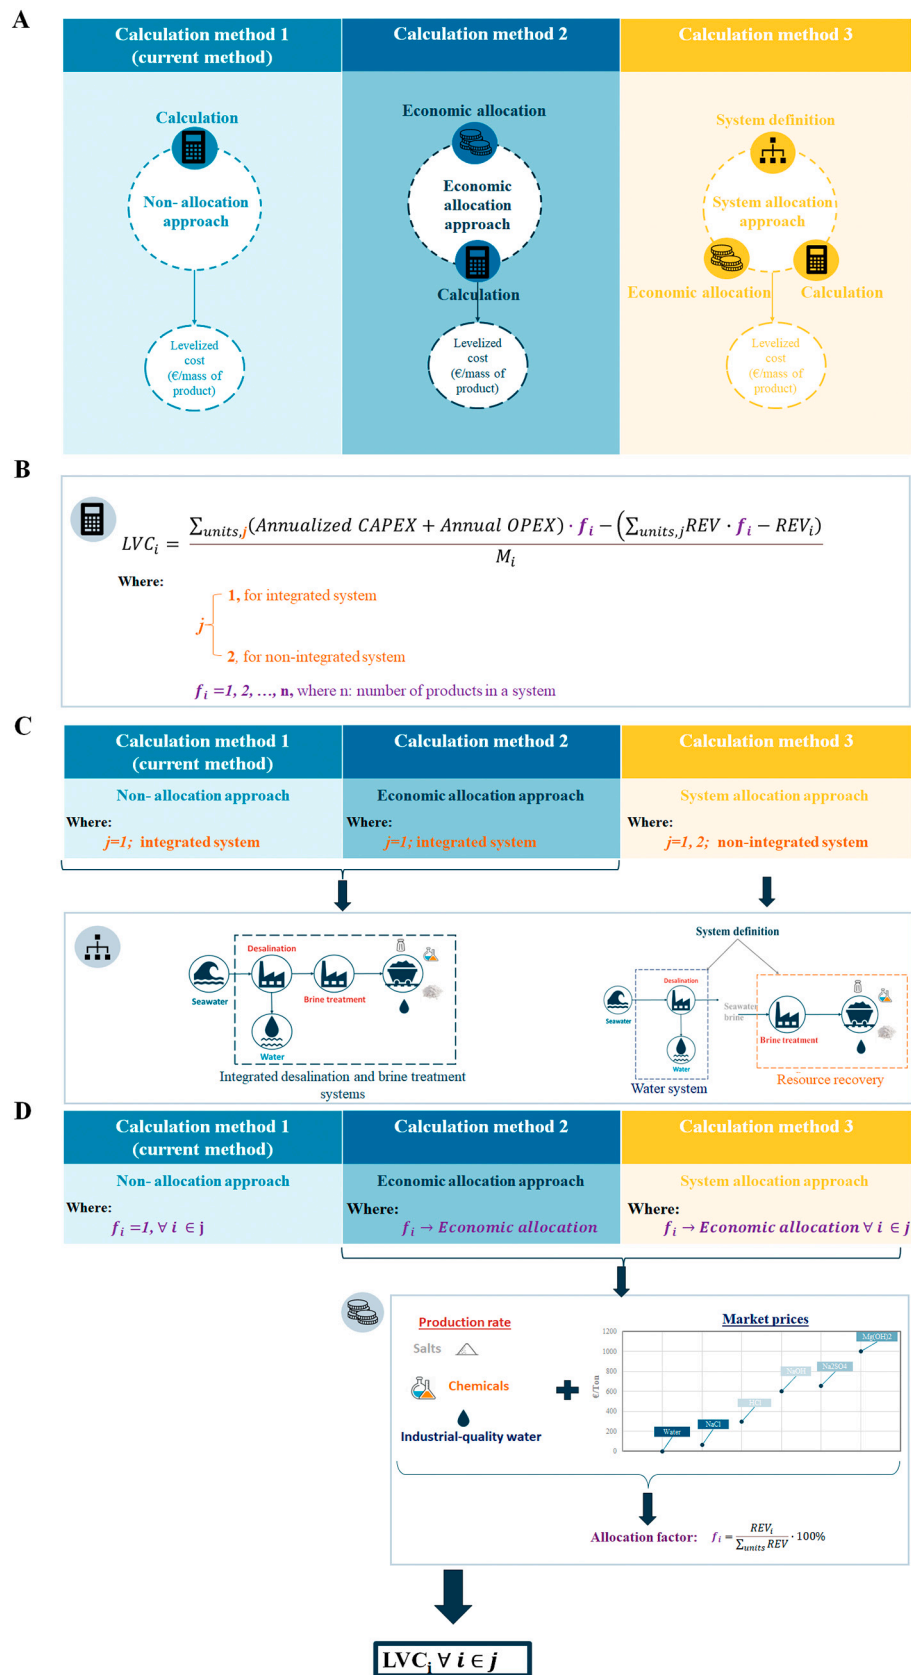 A
Calculation method 1
(current method)
Calculation method 2
Calculation method 3
Calculation
Non- allocation
approach
Levelized
cost
(€/mass of
product)
Economic allocation
Economic
allocation
approach
Calculation
Levelized
cost
(€/mass of
product)
System definition
System allocation
approach
Economic allocation
Calculation
Levelized
cost
(€/mass of
product)
B
LVC_i = (∑_{units,j}(Annualized CAPEX + Annual OPEX) · f_i − (∑_{units,j}REV · f_i − REV_i)) / M_i
Where:
j
1, for integrated system
2, for non-integrated system
f_i =1, 2, …, n, where n: number of products in a system
C
Calculation method 1
(current method)
Calculation method 2
Calculation method 3
Non- allocation approach
Where:
j=1; integrated system
Economic allocation approach
Where:
j=1; integrated system
System allocation approach
Where:
j=1, 2; non-integrated system
Desalination
Seawater
Brine treatment
Water
Integrated desalination and brine treatment
systems
System definition
Desalination
Seawater
Seawater
brine
Brine treatment
Water
Water system
Resource recovery
D
Calculation method 1
(current method)
Calculation method 2
Calculation method 3
Non- allocation approach
Where:
f_i =1, ∀ i ∈ j
Economic allocation approach
Where:
f_i → Economic allocation
System allocation approach
Where:
f_i → Economic allocation ∀ i ∈ j
Production rate
Salts
Chemicals
Industrial-quality water
Market prices
€/Ton
1200
1000
800
600
400
200
0
Water
NaCl
HCl
NaOH
Na2SO4
Mg(OH)2
Allocation factor: f_i = REV_i / ∑_{units} REV · 100%
LVC_i ∀ i ∈ j